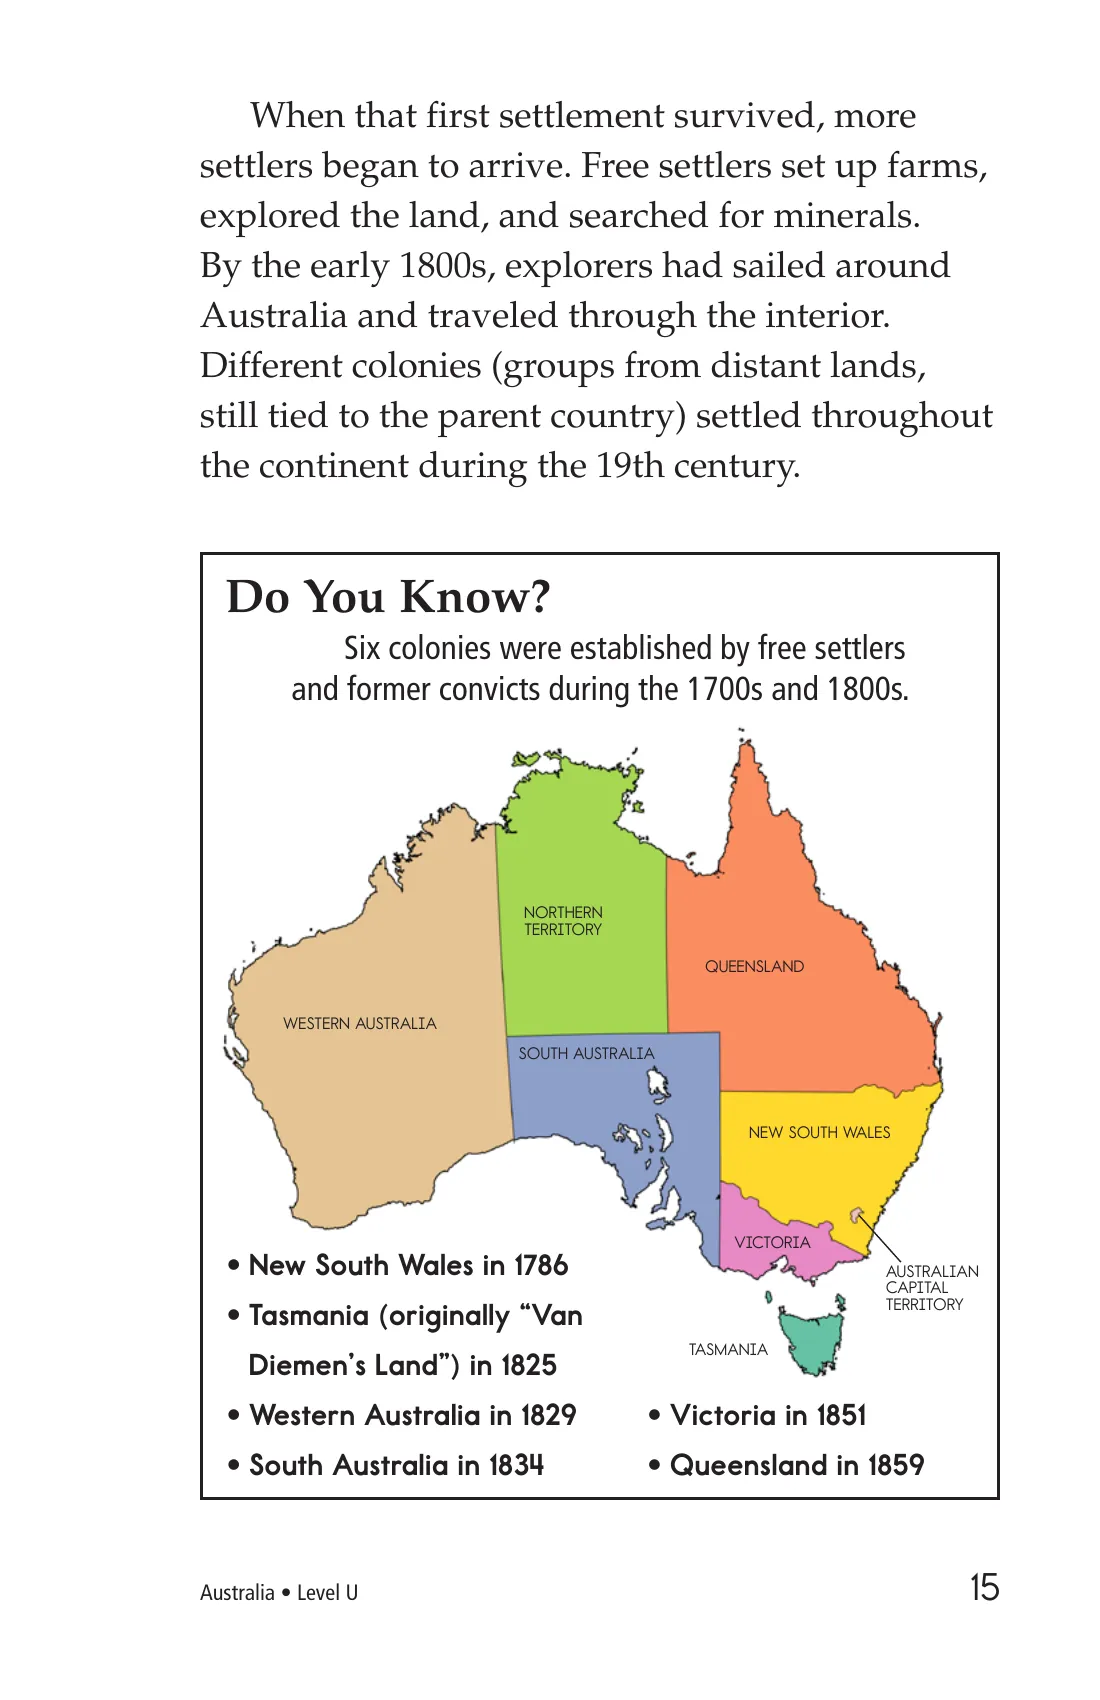 When that first settlement survived, more
settlers began to arrive. Free settlers set up farms,
explored the land, and searched for minerals.
By the early 1800s, explorers had sailed around
Australia and traveled through the interior.
Different colonies (groups from distant lands,
still tied to the parent country) settled throughout
the continent during the 19th century.
Do You Know?
Six colonies were established by free settlers
and former convicts during the 1700s and 1800s.
NORTHERN
TERRITORY
QUEENSLAND
WESTERN AUSTRALIA
SOUTH AUSTRALIA
NEW SOUTH WALES
VICTORIA
AUSTRALIAN
CAPITAL
TERRITORY
TASMANIA
• New South Wales in 1786
• Tasmania (originally “Van
Diemen’s Land”) in 1825
• Western Australia in 1829
• South Australia in 1834
• Victoria in 1851
• Queensland in 1859
Australia • Level U
15